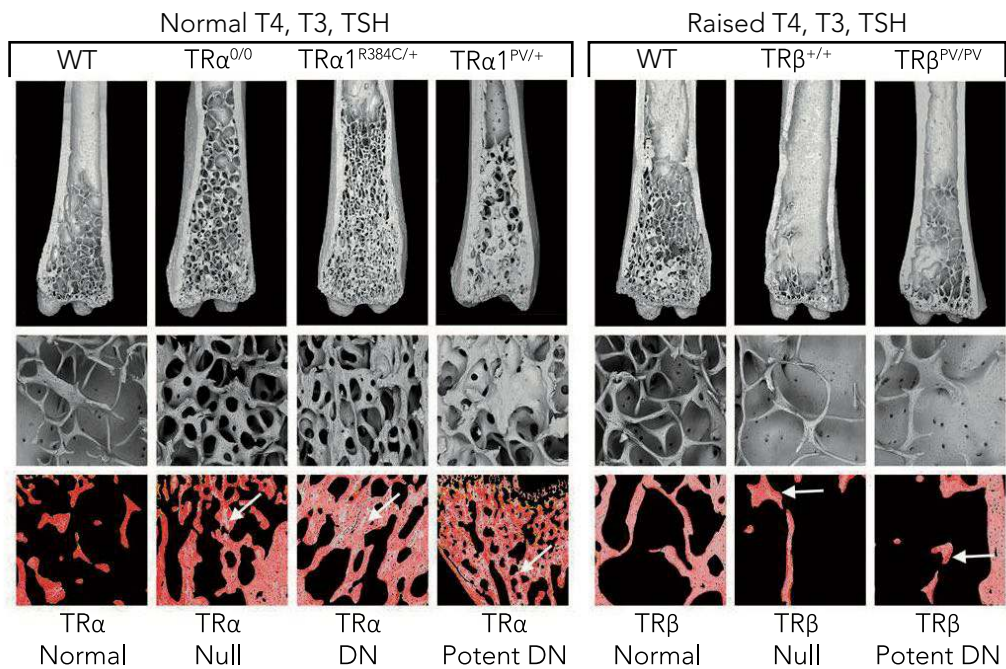 Normal T4, T3, TSH
Raised T4, T3, TSH
WT
TRα0/0
TRα1R384C/+
TRα1PV/+
WT
TRβ+/+
TRβPV/PV
TRα
Normal
TRα
Null
TRα
DN
TRα
Potent DN
TRβ
Normal
TRβ
Null
TRβ
Potent DN